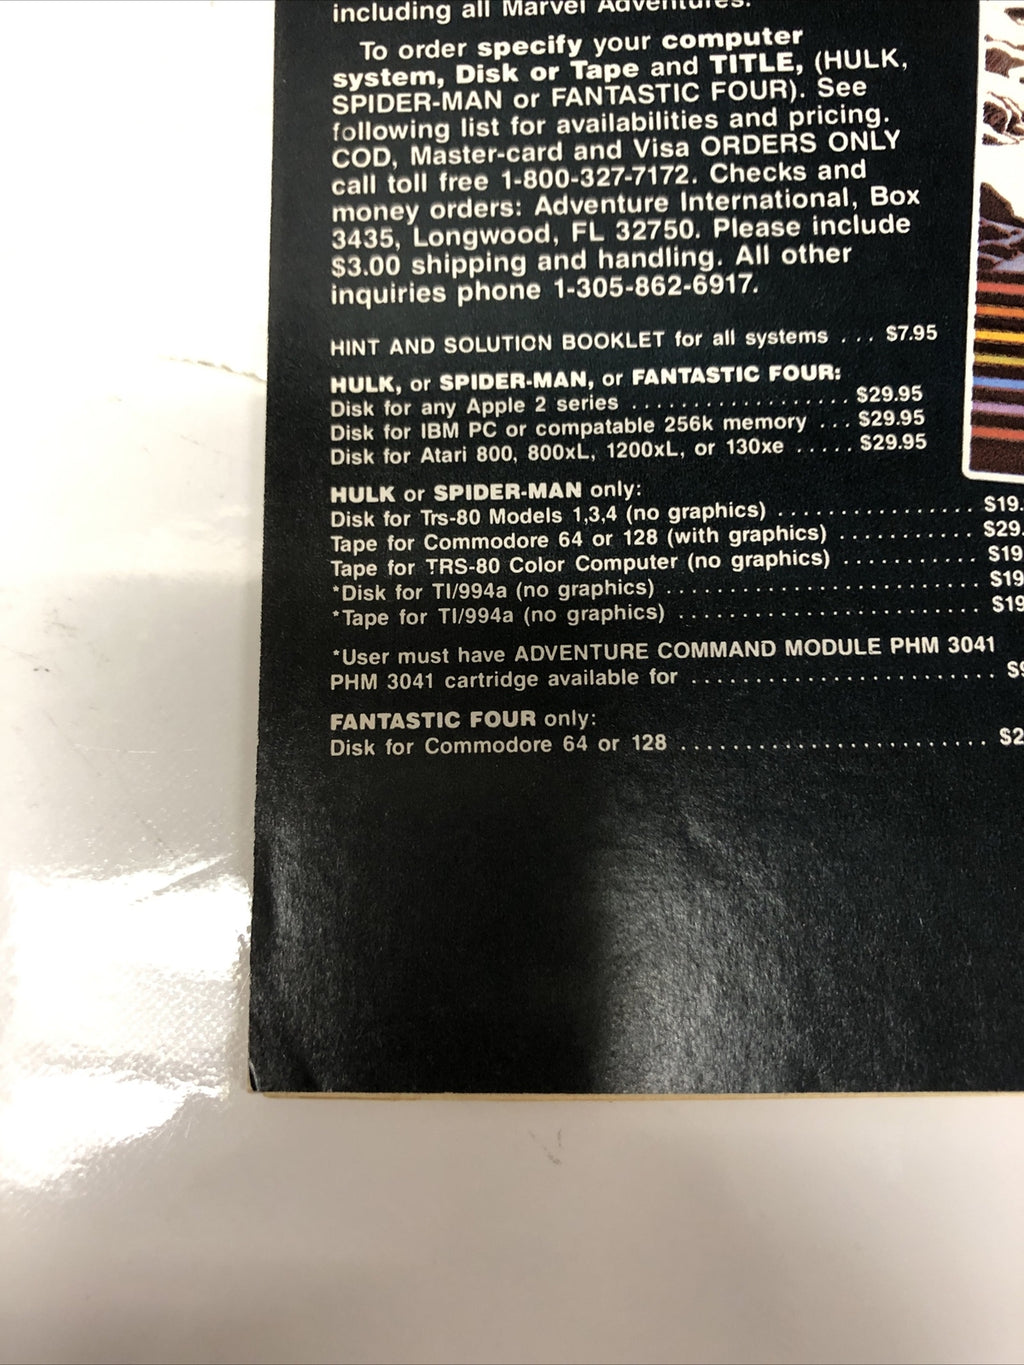 including all Marvel Adventures.
To order specify your computer
system, Disk or Tape and TITLE, (HULK,
SPIDER-MAN or FANTASTIC FOUR). See
following list for availabilities and pricing.
COD, Master-card and Visa ORDERS ONLY
call toll free 1-800-327-7172. Checks and
money orders: Adventure International, Box
3435, Longwood, FL 32750. Please include
$3.00 shipping and handling. All other
inquiries phone 1-305-862-6917.
HINT AND SOLUTION BOOKLET for all systems . . . $7.95
HULK, or SPIDER-MAN, or FANTASTIC FOUR:
Disk for any Apple 2 series . . . . . . . . . . . . . . . . . . . $29.95
Disk for IBM PC or compatable 256k memory . . . $29.95
Disk for Atari 800, 800xL, 1200xL, or 130xe . . . . . $29.95
HULK or SPIDER-MAN only:
Disk for Trs-80 Models 1,3,4 (no graphics) . . . . . . . . . . . . . . . . . $19.
Tape for Commodore 64 or 128 (with graphics) . . . . . . . . . . . . $29.
Tape for TRS-80 Color Computer (no graphics) . . . . . . . . . . . . $19
*Disk for TI/994a (no graphics) . . . . . . . . . . . . . . . . . . . . . . . . . . . . $19
*Tape for TI/994a (no graphics) . . . . . . . . . . . . . . . . . . . . . . . . . . . $19
*User must have ADVENTURE COMMAND MODULE PHM 3041
PHM 3041 cartridge available for . . . . . . . . . . . . . . . . . . . . . . . . . . $9
FANTASTIC FOUR only:
Disk for Commodore 64 or 128 . . . . . . . . . . . . . . . . . . . . . . . . . . $2